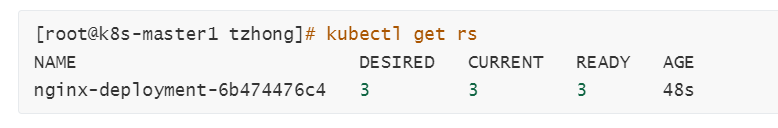 [root@k8s-master1 tzhong]# kubectl get rs
NAME DESIRED CURRENT READY AGE
nginx-deployment-6b474476c4 3 3 3 48s